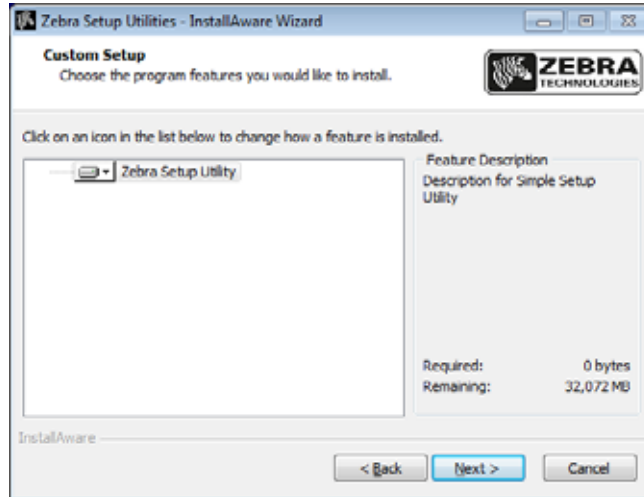 Zebra Setup Utilities - InstallAware Wizard
Custom Setup
Choose the program features you would like to install.
ZEBRA
TECHNOLOGIES
Click on an icon in the list below to change how a feature is installed.
Zebra Setup Utility
Feature Description
Description for Simple Setup
Utility
Required: 0 bytes
Remaining: 32,072 MB
InstallAware
< Back Next > Cancel